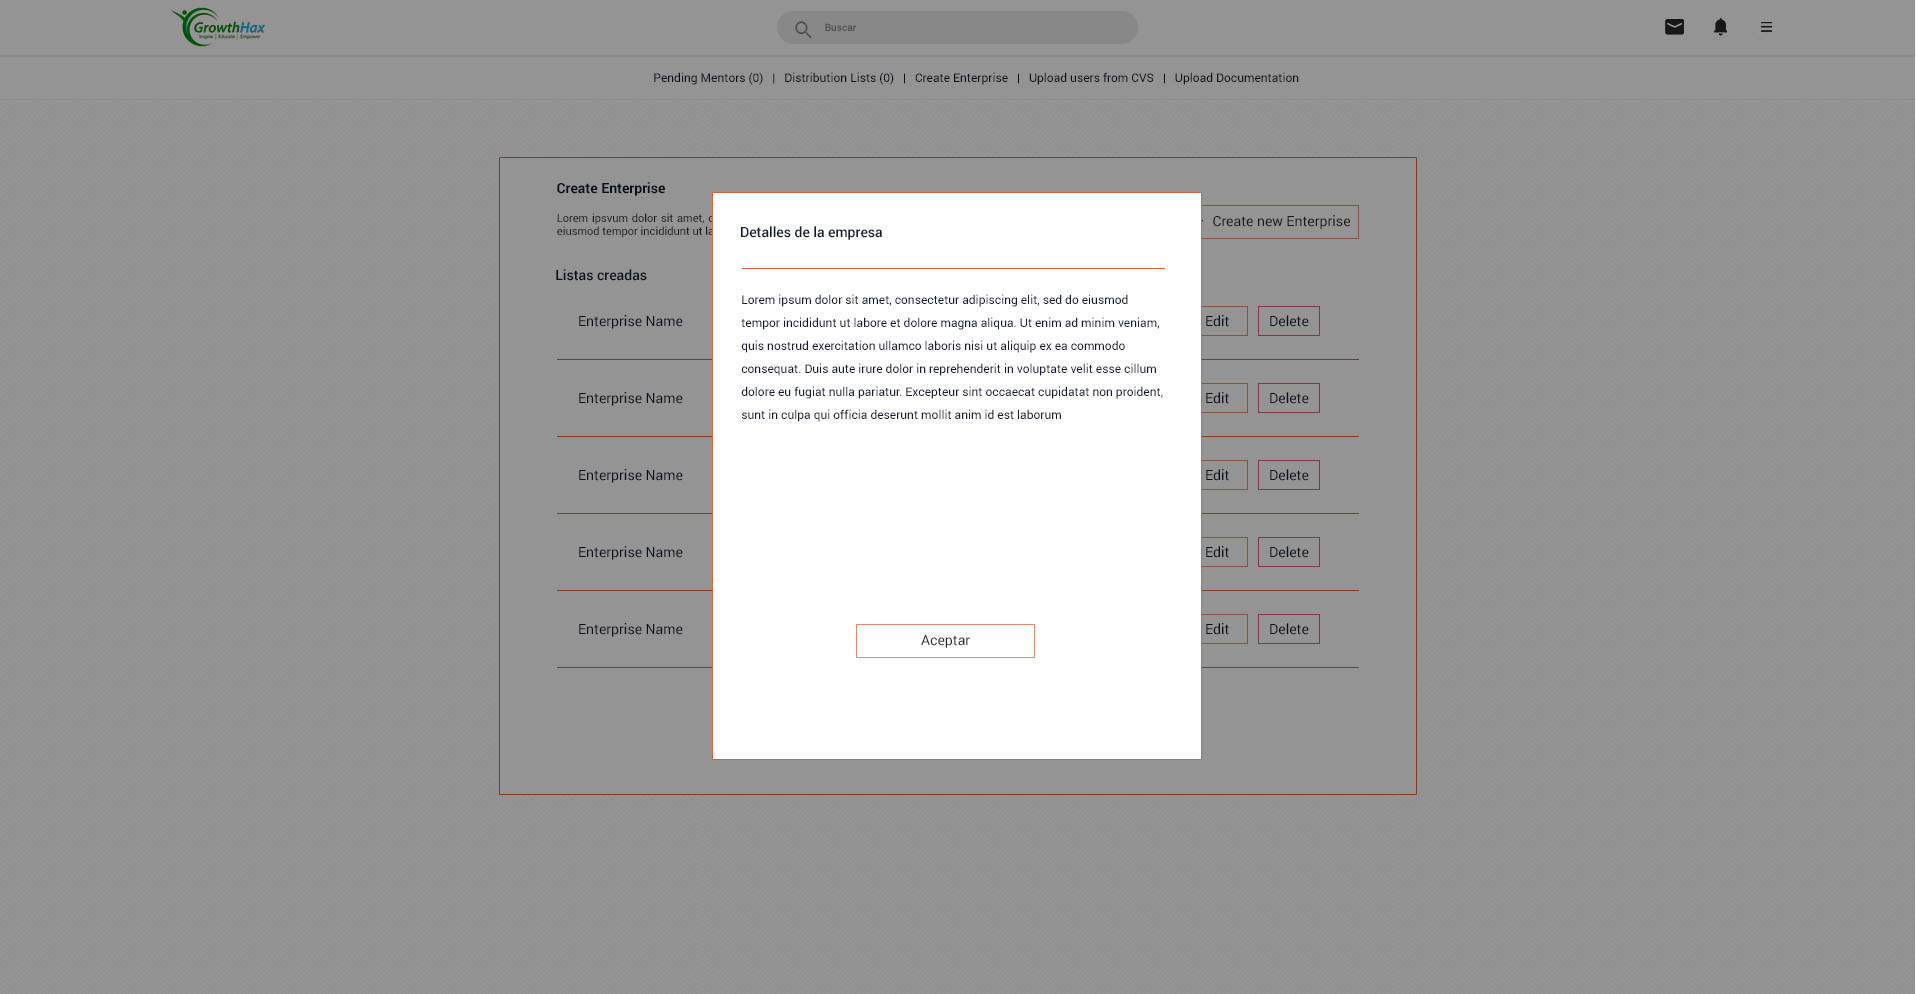 GrowthHax
Inspire | Educate | Empower
Buscar
Pending Mentors (0) | Distribution Lists (0) | Create Enterprise | Upload users from CVS | Upload Documentation
Create Enterprise
Lorem ipsvum dolor sit amet,
eiusmod tempor incididunt ut
Create new Enterprise
Listas creadas
Enterprise Name Edit Delete
Enterprise Name Edit Delete
Enterprise Name Edit Delete
Enterprise Name Edit Delete
Enterprise Name Edit Delete
Detalles de la empresa
Lorem ipsum dolor sit amet, consectetur adipiscing elit, sed do eiusmod
tempor incididunt ut labore et dolore magna aliqua. Ut enim ad minim veniam,
quis nostrud exercitation ullamco laboris nisi ut aliquip ex ea commodo
consequat. Duis aute irure dolor in reprehenderit in voluptate velit esse cillum
dolore eu fugiat nulla pariatur. Excepteur sint occaecat cupidatat non proident,
sunt in culpa qui officia deserunt mollit anim id est laborum
Aceptar